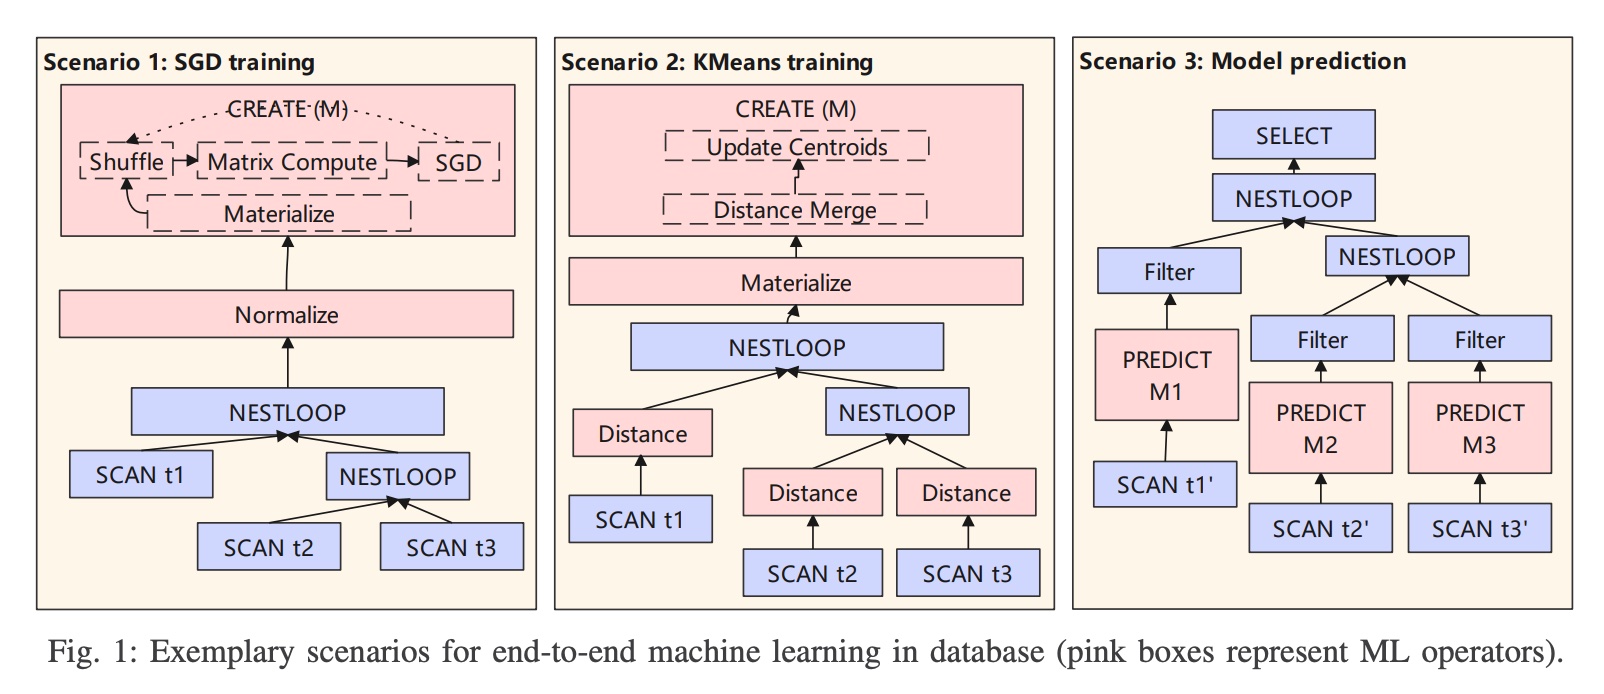 Scenario 1: SGD training
CREATE (M)
Shuffle
Matrix Compute
SGD
Materialize
Normalize
NESTLOOP
SCAN t1
NESTLOOP
SCAN t2
SCAN t3
Scenario 2: KMeans training
CREATE (M)
Update Centroids
Distance Merge
Materialize
NESTLOOP
Distance
NESTLOOP
SCAN t1
Distance
Distance
SCAN t2
SCAN t3
Scenario 3: Model prediction
SELECT
NESTLOOP
Filter
NESTLOOP
PREDICT
M1
Filter
Filter
PREDICT
M2
PREDICT
M3
SCAN t1'
SCAN t2'
SCAN t3'
Fig. 1: Exemplary scenarios for end-to-end machine learning in database (pink boxes represent ML operators).